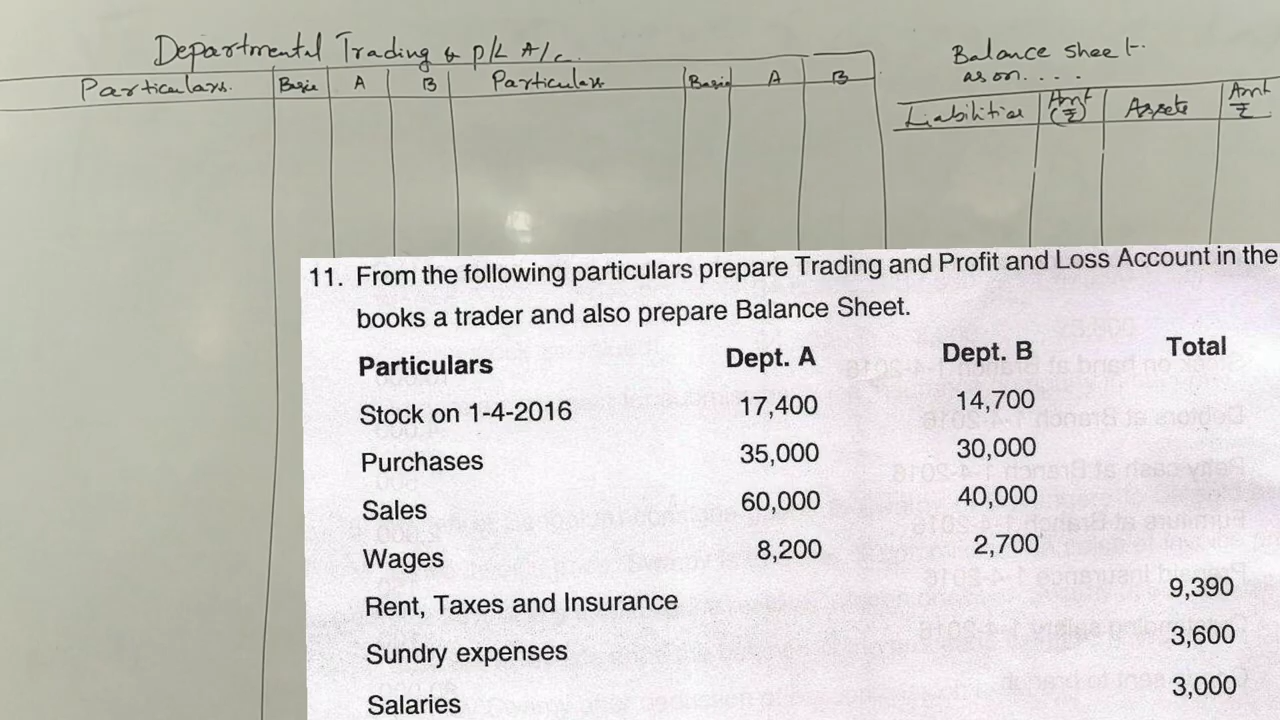 Departmental Trading & P/L A/c.
Particulars. Basis A B Particulars Basis A B
Balance sheet.
as on....
Liabilities Amt (₹) Assets Amt ₹
11. From the following particulars prepare Trading and Profit and Loss Account in the
books a trader and also prepare Balance Sheet.
Particulars Dept. A Dept. B Total
Stock on 1-4-2016 17,400 14,700
Purchases 35,000 30,000
Sales 60,000 40,000
Wages 8,200 2,700
Rent, Taxes and Insurance 9,390
Sundry expenses 3,600
Salaries 3,000